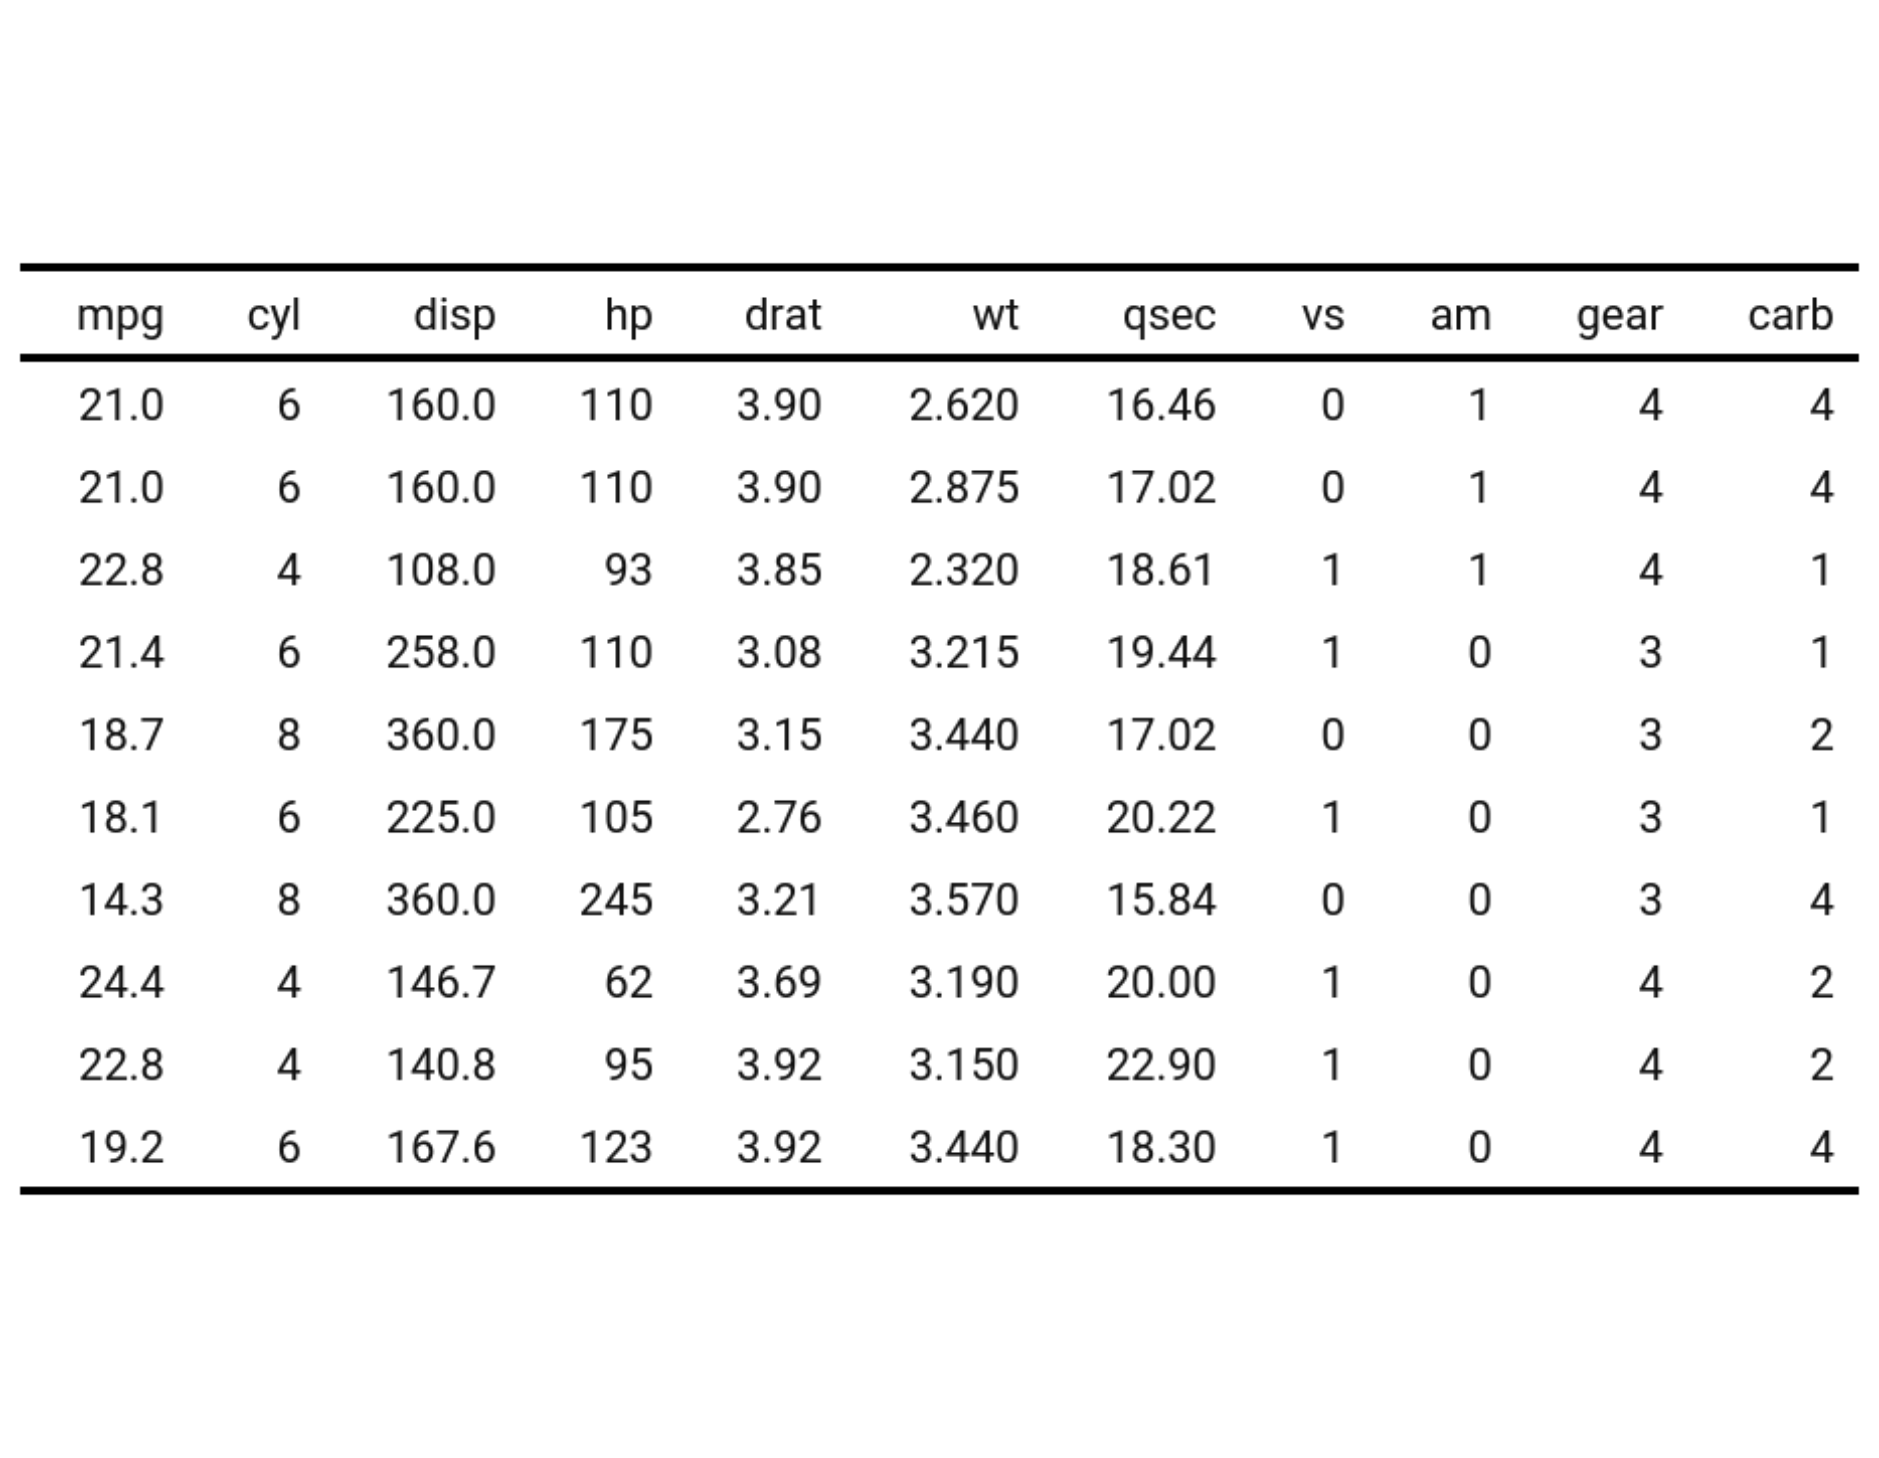 mpg cyl disp hp drat wt qsec vs am gear carb
21.0 6 160.0 110 3.90 2.620 16.46 0 1 4 4
21.0 6 160.0 110 3.90 2.875 17.02 0 1 4 4
22.8 4 108.0 93 3.85 2.320 18.61 1 1 4 1
21.4 6 258.0 110 3.08 3.215 19.44 1 0 3 1
18.7 8 360.0 175 3.15 3.440 17.02 0 0 3 2
18.1 6 225.0 105 2.76 3.460 20.22 1 0 3 1
14.3 8 360.0 245 3.21 3.570 15.84 0 0 3 4
24.4 4 146.7 62 3.69 3.190 20.00 1 0 4 2
22.8 4 140.8 95 3.92 3.150 22.90 1 0 4 2
19.2 6 167.6 123 3.92 3.440 18.30 1 0 4 4